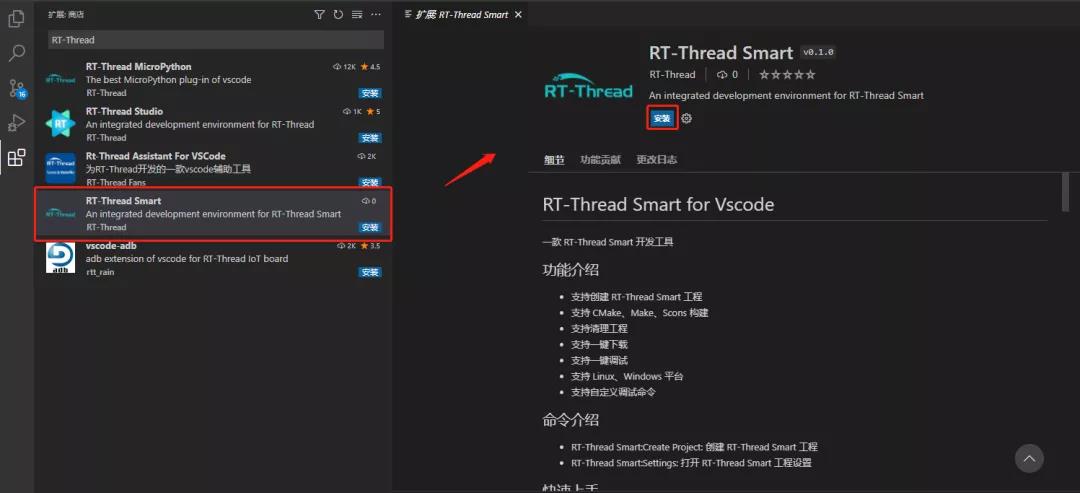 扩展: 商店
RT-Thread
RT-Thread MicroPython
12K 4.5
The best MicroPython plug-in of vscode
RT-Thread
安装
RT-Thread Studio
1K 5
An integrated development environment for RT-Thread
RT-Thread
安装
Rt-Thread Assistant For VSCode
2K
为RT-Thread开发的一款vscode辅助工具
RT-Thread Fans
安装
RT-Thread Smart
0
An integrated development environment for RT-Thread Smart
RT-Thread
安装
vscode-adb
2K 3.5
adb extension of vscode for RT-Thread IoT board
rtt_rain
安装
16
扩展: RT-Thread Smart
RT-Thread
RT-Thread Smart v0.1.0
RT-Thread 0
An integrated development environment for RT-Thread Smart
安装
细节 功能贡献 更改日志
RT-Thread Smart for Vscode
一款 RT-Thread Smart 开发工具
功能介绍
支持创建 RT-Thread Smart 工程
支持 CMake、Make、Scons 构建
支持清理工程
支持一键下载
支持一键调试
支持 Linux、Windows 平台
支持自定义调试命令
命令介绍
RT-Thread Smart:Create Project: 创建 RT-Thread Smart 工程
RT-Thread Smart:Settings: 打开 RT-Thread Smart 工程设置
快速上手